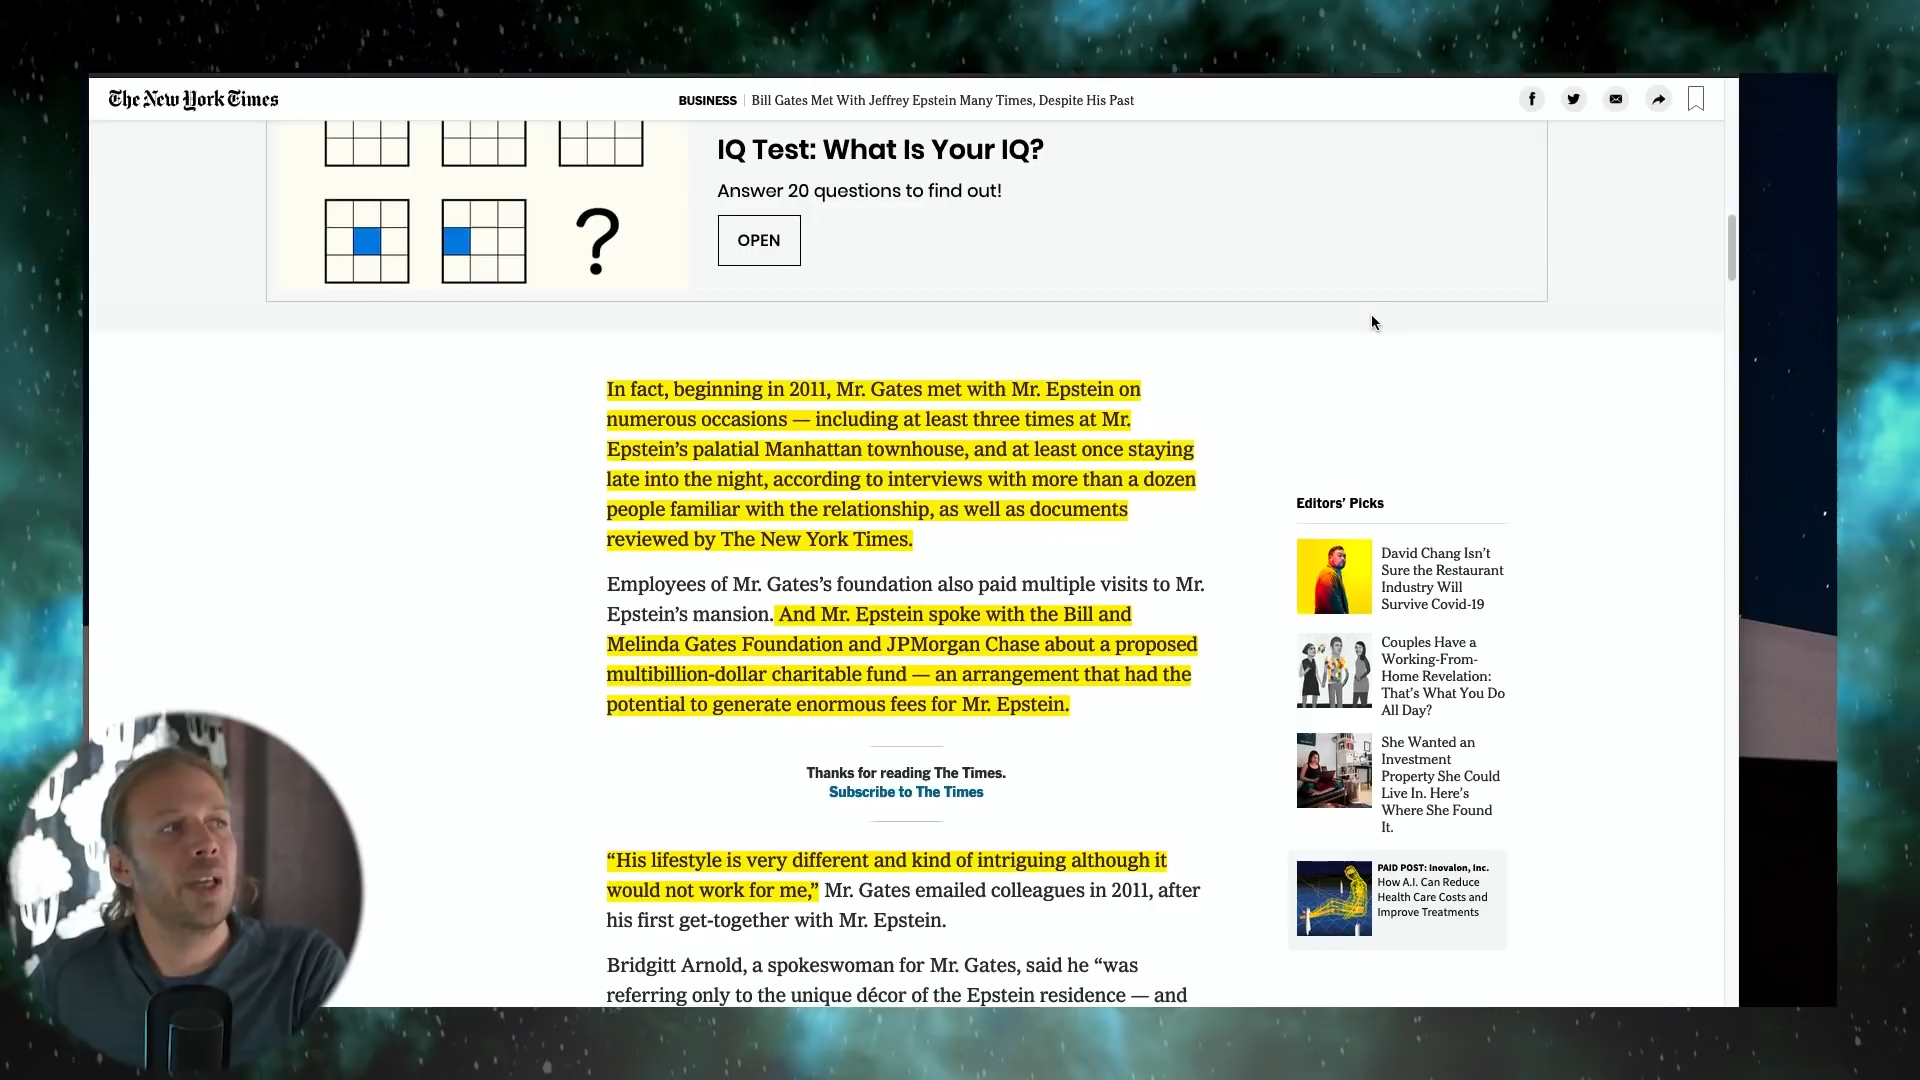 The New York Times
BUSINESS Bill Gates Met With Jeffrey Epstein Many Times, Despite His Past
IQ Test: What Is Your IQ?
Answer 20 questions to find out!
OPEN
?
In fact, beginning in 2011, Mr. Gates met with Mr. Epstein on
numerous occasions — including at least three times at Mr.
Epstein’s palatial Manhattan townhouse, and at least once staying
late into the night, according to interviews with more than a dozen
people familiar with the relationship, as well as documents
reviewed by The New York Times.
Employees of Mr. Gates’s foundation also paid multiple visits to Mr.
Epstein’s mansion. And Mr. Epstein spoke with the Bill and
Melinda Gates Foundation and JPMorgan Chase about a proposed
multibillion-dollar charitable fund — an arrangement that had the
potential to generate enormous fees for Mr. Epstein.
Thanks for reading The Times.
Subscribe to The Times
“His lifestyle is very different and kind of intriguing although it
would not work for me,” Mr. Gates emailed colleagues in 2011, after
his first get-together with Mr. Epstein.
Bridgitt Arnold, a spokeswoman for Mr. Gates, said he “was
referring only to the unique décor of the Epstein residence — and
Editors’ Picks
David Chang Isn’t
Sure the Restaurant
Industry Will
Survive Covid-19
Couples Have a
Working-From-
Home Revelation:
That’s What You Do
All Day?
She Wanted an
Investment
Property She Could
Live In. Here’s
Where She Found
It.
PAID POST: Inovalon, Inc.
How A.I. Can Reduce
Health Care Costs and
Improve Treatments